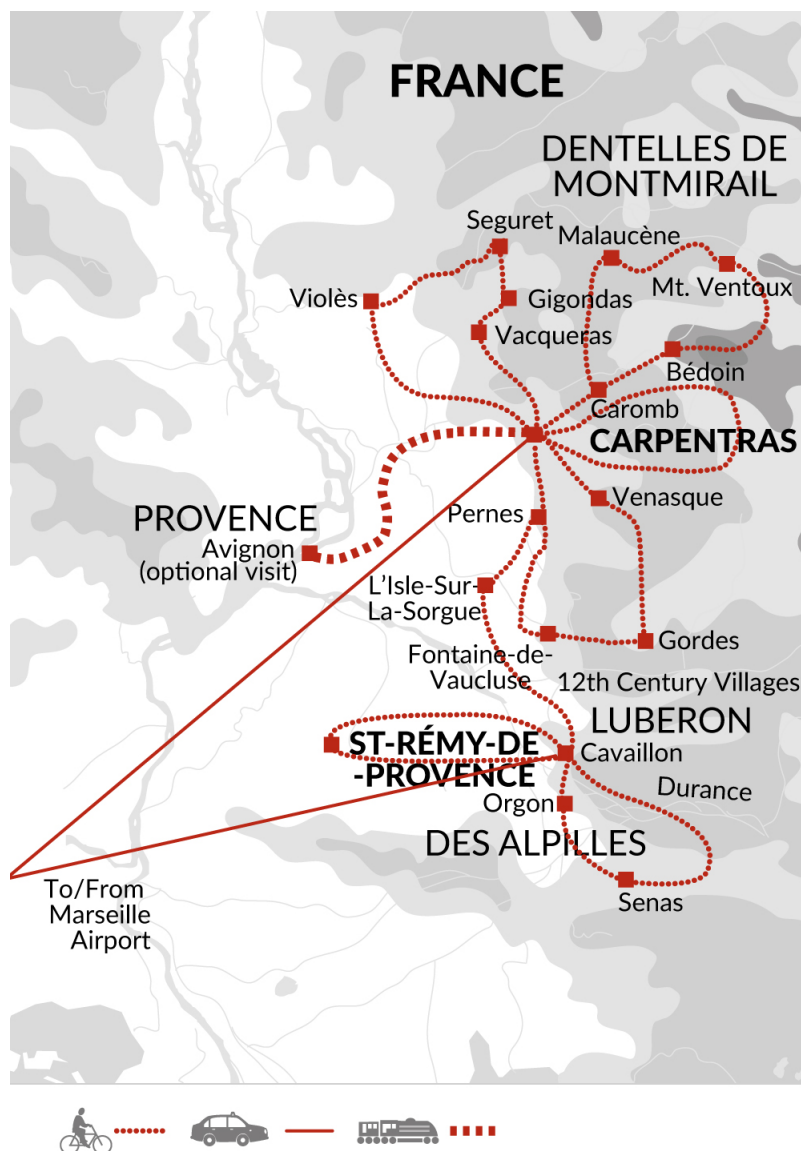 FRANCE
DENTELLES DE
MONTMIRAIL
Seguret
Malaucène
Mt. Ventoux
Violès
Gigondas
Vacqueras
Bédoin
Caromb
CARPENTRAS
Venasque
Pernes
PROVENCE
Avignon
(optional visit)
L'Isle-Sur-
La-Sorgue
Gordes
Fontaine-de-
Vaucluse
12th Century Villages
LUBERON
ST-RÉMY-DE
-PROVENCE
Cavaillon
Durance
Orgon
DES ALPILLES
Senas
To/From
Marseille
Airport